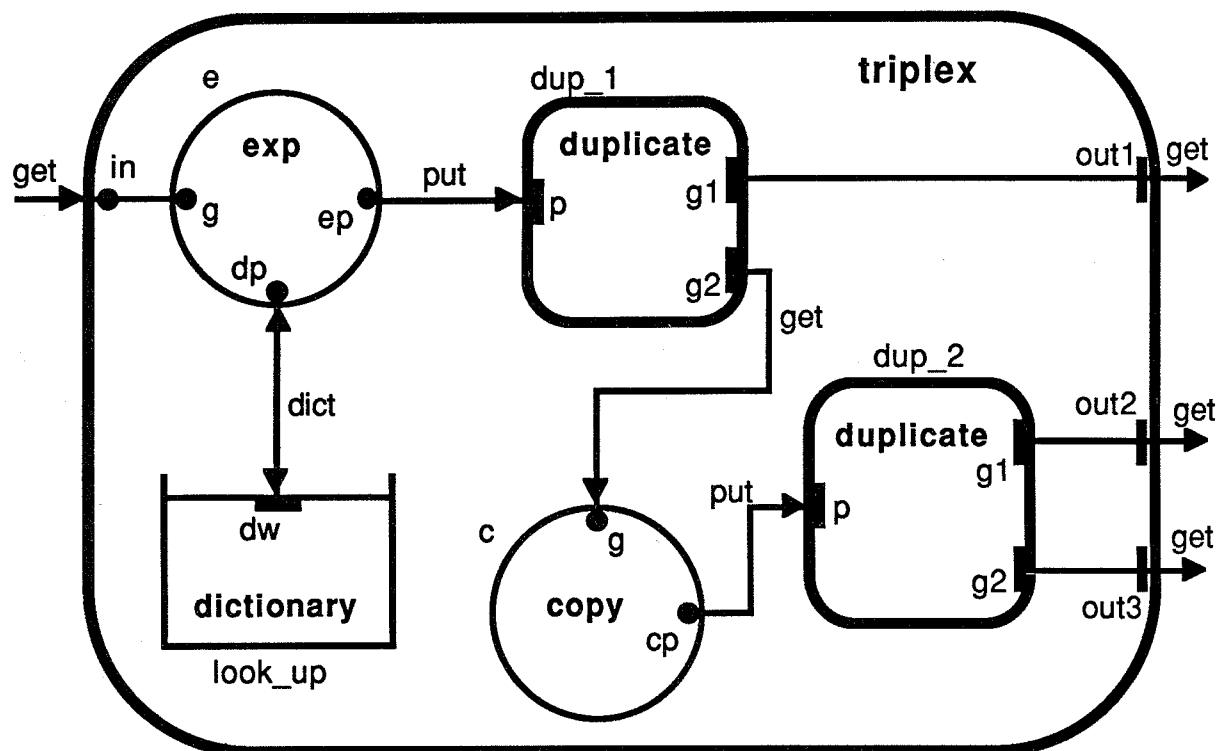 triplex
e
dup_1
exp
duplicate
get
in
put
out1
get
g
ep
p
g1
dp
g2
get
dup_2
dict
out2
get
duplicate
g1
put
dw
c
g
p
get
g2
dictionary
copy
out3
cp
look_up